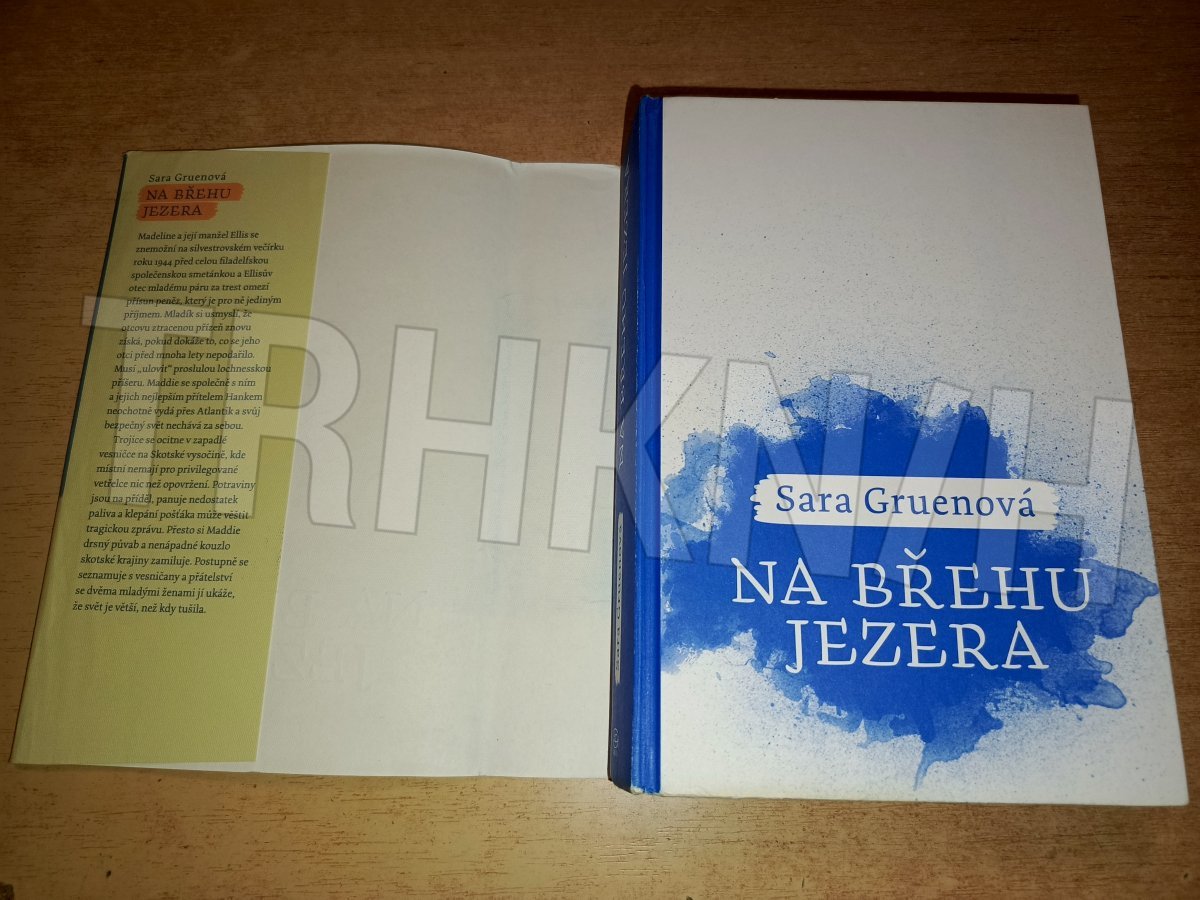 Sara Gruenová
NA BŘEHU
JEZERA
Madeline a její manžel Ellis se
znemožní na silvestrovském večírku
roku 1944 před celou filadelfskou
společenskou smetánkou a Ellisův
otec mladému páru za trest omezí
přísun peněz, který je pro ně jediným
příjmem. Mladík si usmyslí, že
otcovu ztracenou přízeň znovu
získá, pokud dokáže to, co se jeho
otci před mnoha lety nepodařilo.
Musí „ulovit“ proslulou lochnesskou
příšeru. Maddie se společně s ním
a jejich nejlepším přítelem Hankem
neochotně vydá přes Atlantik a svůj
bezpečný svět nechává za sebou.
Trojice se ocitne v zapadlé
vesničce na Skotské vysočině, kde
místní nemají pro privilegované
vetřelce nic než opovržení. Potraviny
jsou na příděl, panuje nedostatek
paliva a klepání pošťáka může věštit
tragickou zprávu. Přesto si Maddie
drsný půvab a nenápadné kouzlo
skotské krajiny zamiluje. Postupně se
seznamuje s vesničany a přátelství
se dvěma mladými ženami jí ukáže,
že svět je větší, než kdy tušila.
Sara Gruenová
NA BŘEHU JEZERA
Sara Gruenová
NA BŘEHU
JEZERA
TRHKNIH